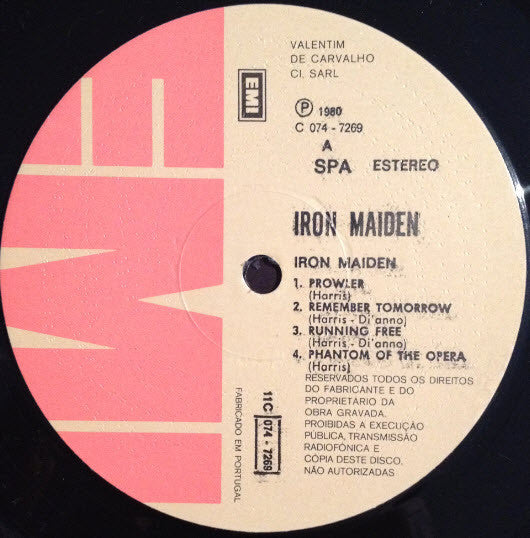 VALENTIM
DE CARVALHO
CI, SARL
EMI
Ⓟ 1980
C 074 - 7269
A
SPA ESTEREO
IRON MAIDEN
IRON MAIDEN
1. PROWLER
(Harris)
2. REMEMBER TOMORROW
(Harris - Di'anno)
3. RUNNING FREE
(Harris - Di'anno)
4. PHANTOM OF THE OPERA
(Harris)
RESERVADOS TODOS OS DIREITOS
DO FABRICANTE E DO
PROPRIETARIO DA
OBRA GRAVADA.
PROIBIDAS A EXECUÇÃO
PÚBLICA, TRANSMISSÃO
RADIOFÓNICA E
CÓPIA DESTE DISCO,
NÃO AUTORIZADAS
11C 074 - 7269
FABRICADO EM PORTUGAL
EMI